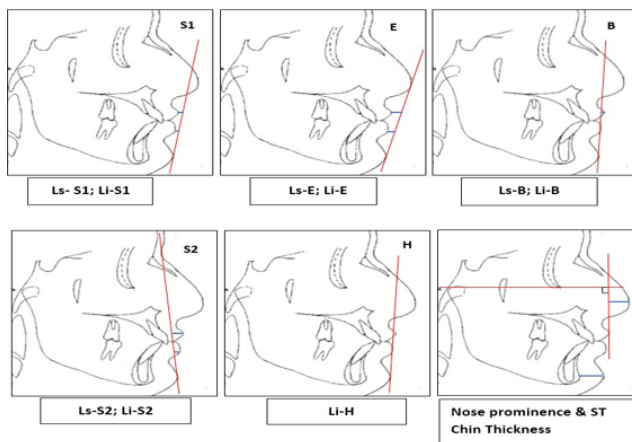 S1
E
B
Ls- S1; Li-S1
Ls-E; Li-E
Ls-B; Li-B
S2
H
Ls-S2; Li-S2
Li-H
Nose prominence & ST
Chin Thickness